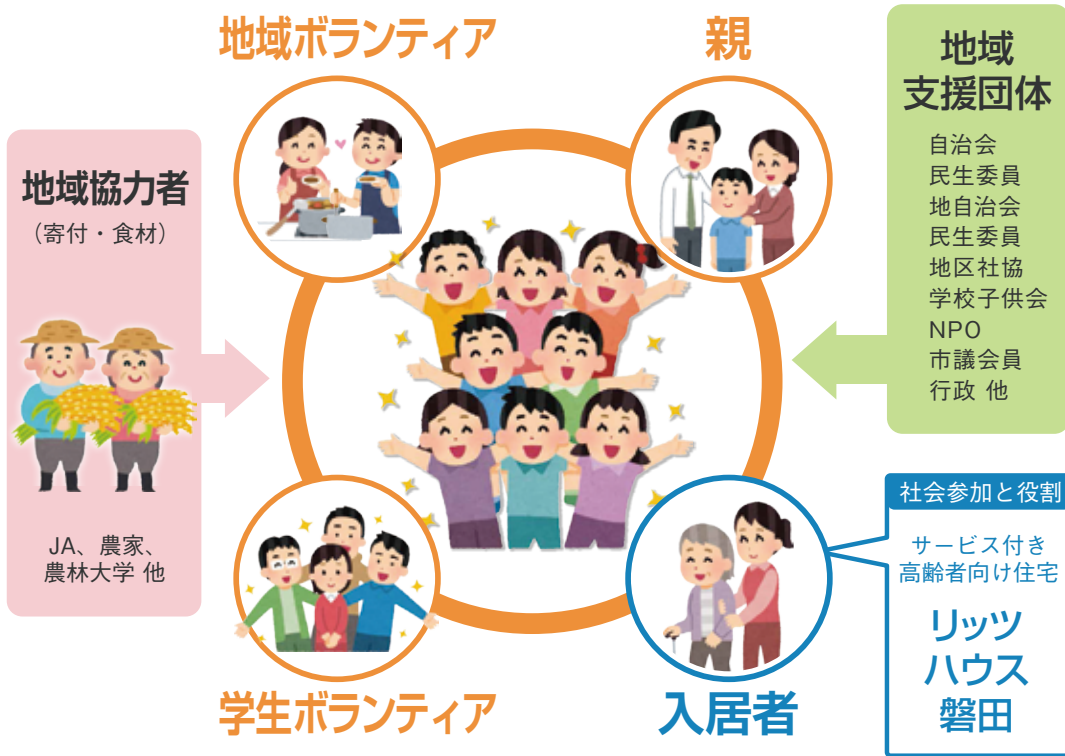 地域ボランティア
親
地域
支援団体
自治会
民生委員
地自治会
民生委員
地区社協
学校子供会
NPO
市議会員
行政 他
地域協力者
（寄付・食材）
JA、農家、
農林大学 他
社会参加と役割
サービス付き
高齢者向け住宅
リッツ
ハウス
磐田
学生ボランティア
入居者